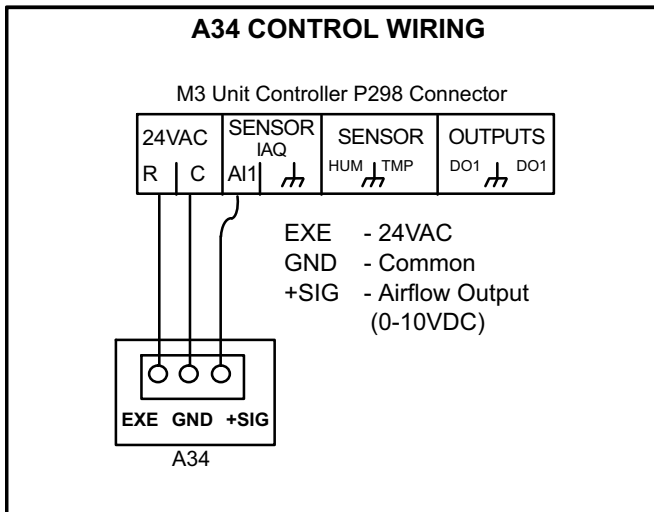 A34 CONTROL WIRING
M3 Unit Controller P298 Connector
24VAC SENSOR SENSOR OUTPUTS
IAQ
R C AI1 HUM TMP DO1 DO1
EXE - 24VAC
GND - Common
+SIG - Airflow Output
(0-10VDC)
EXE GND +SIG
A34